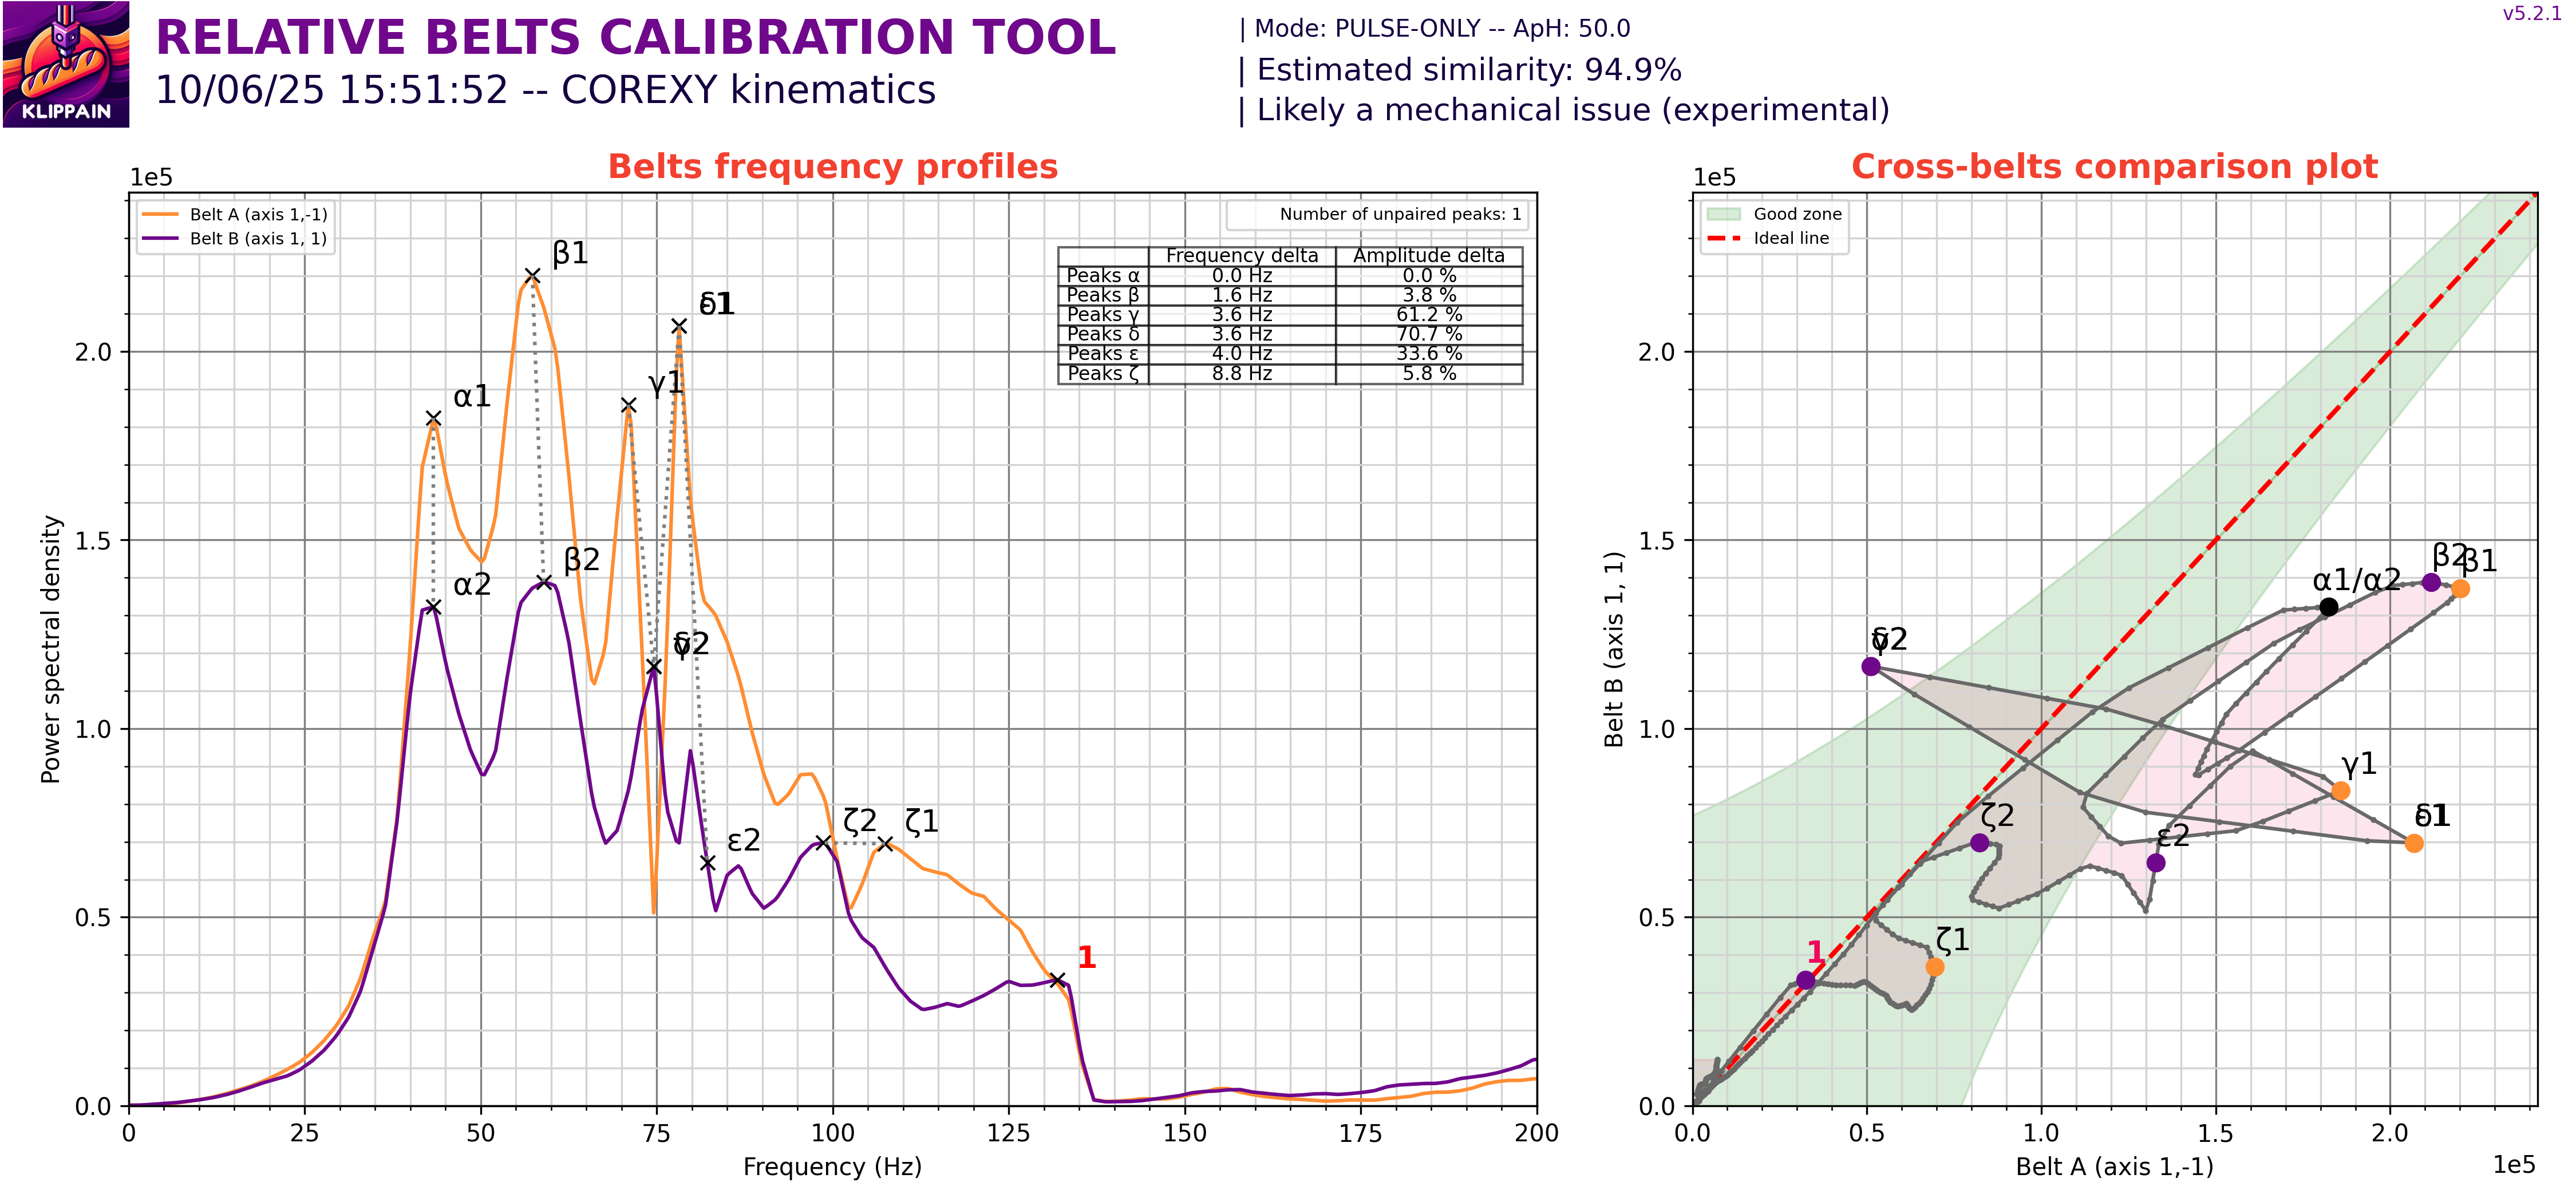 v5.2.1
KLIPPAIN
RELATIVE BELTS CALIBRATION TOOL
10/06/25 15:51:52 -- COREXY kinematics
| Mode: PULSE-ONLY -- ApH: 50.0
| Estimated similarity: 94.9%
| Likely a mechanical issue (experimental)
Belts frequency profiles
1e5
Belt A (axis 1,-1)
Belt B (axis 1, 1)
Number of unpaired peaks: 1
Frequency delta Amplitude delta
Peaks α 0.0 Hz 0.0 %
Peaks β 1.6 Hz 3.8 %
Peaks γ 3.6 Hz 61.2 %
Peaks δ 3.6 Hz 70.7 %
Peaks ε 4.0 Hz 33.6 %
Peaks ζ 8.8 Hz 5.8 %
β1
γ1
α1
β2
α2
ε2
ζ2
ζ1
1
2.0
1.5
1.0
0.5
0.0
Power spectral density
0 25 50 75 100 125 150 175 200
Frequency (Hz)
Cross-belts comparison plot
1e5
Good zone
Ideal line
β2
β1
α1/α2
γ1
ζ2
ε2
ζ1
1
2.0
1.5
1.0
0.5
0.0
Belt B (axis 1, 1)
0.0 0.5 1.0 1.5 2.0
Belt A (axis 1,-1)
1e5